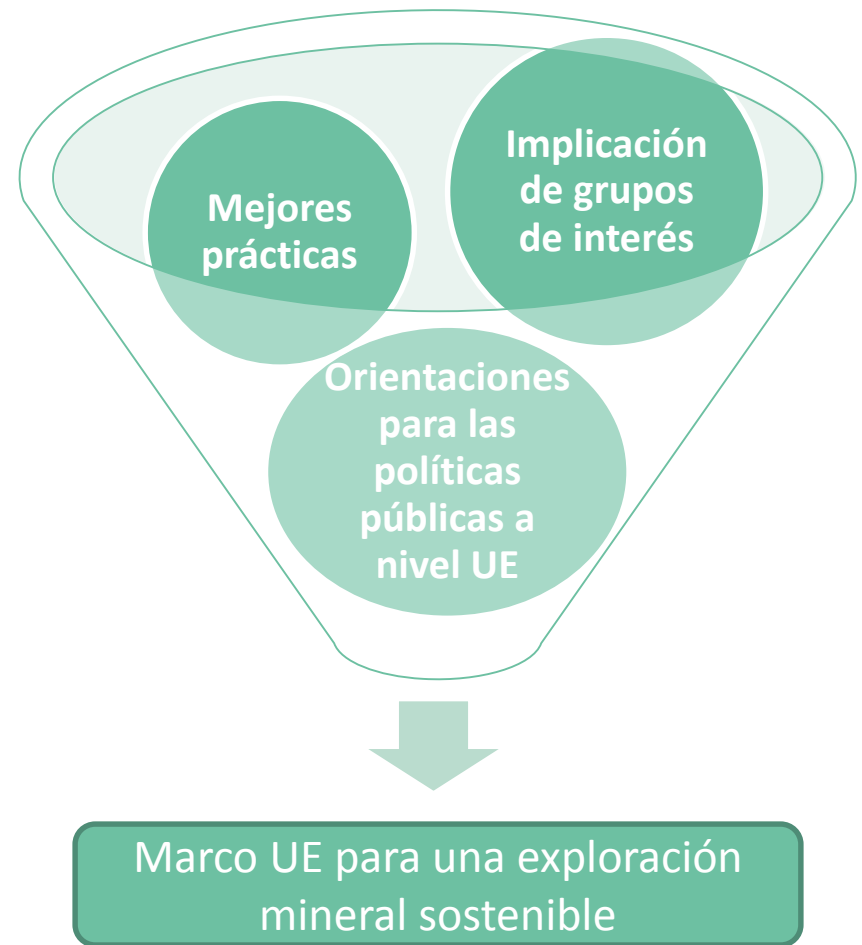 Mejores
prácticas
Implicación
de grupos
de interés
Orientaciones
para las
políticas
públicas a
nivel UE
Marco UE para una exploración
mineral sostenible